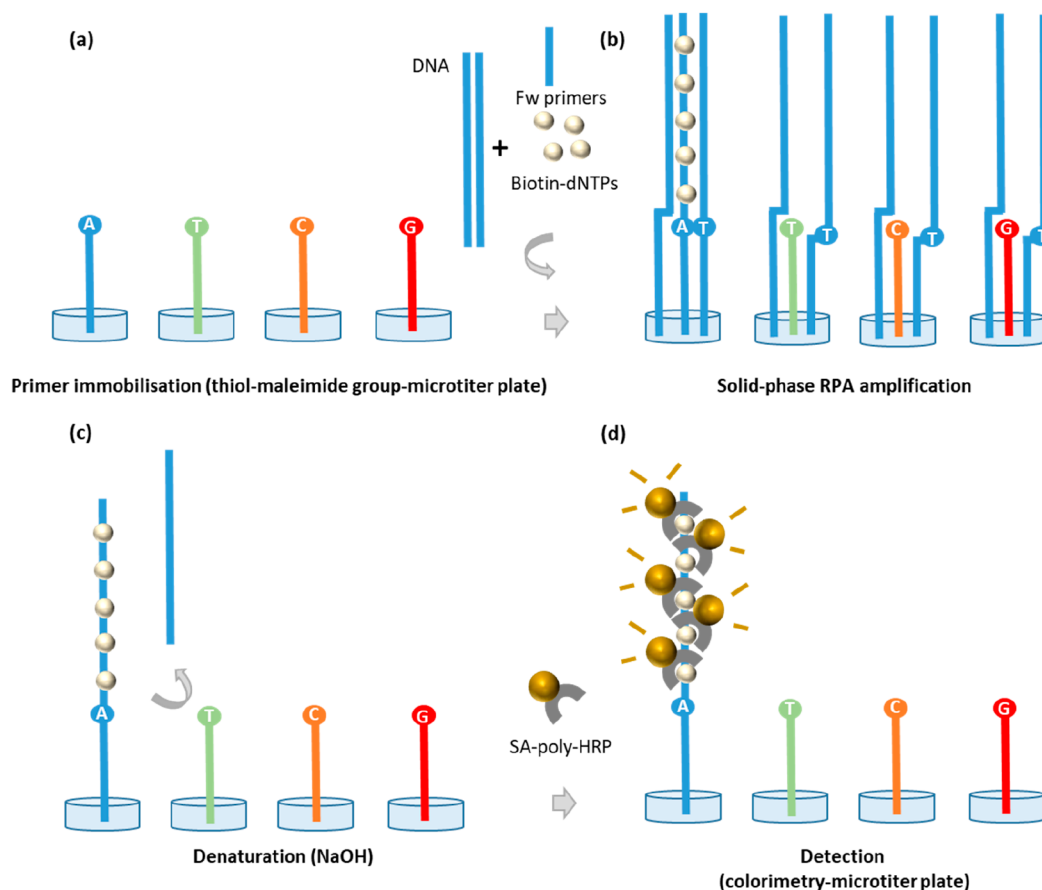 (a)
DNA
Fw primers
+
Biotin-dNTPs
A
T
C
G
Primer immobilisation (thiol-maleimide group-microtiter plate)
(b)
A T
T
T
C
T
G
T
Solid-phase RPA amplification
(c)
A
T
C
G
Denaturation (NaOH)
SA-poly-HRP
(d)
A
T
C
G
Detection
(colorimetry-microtiter plate)